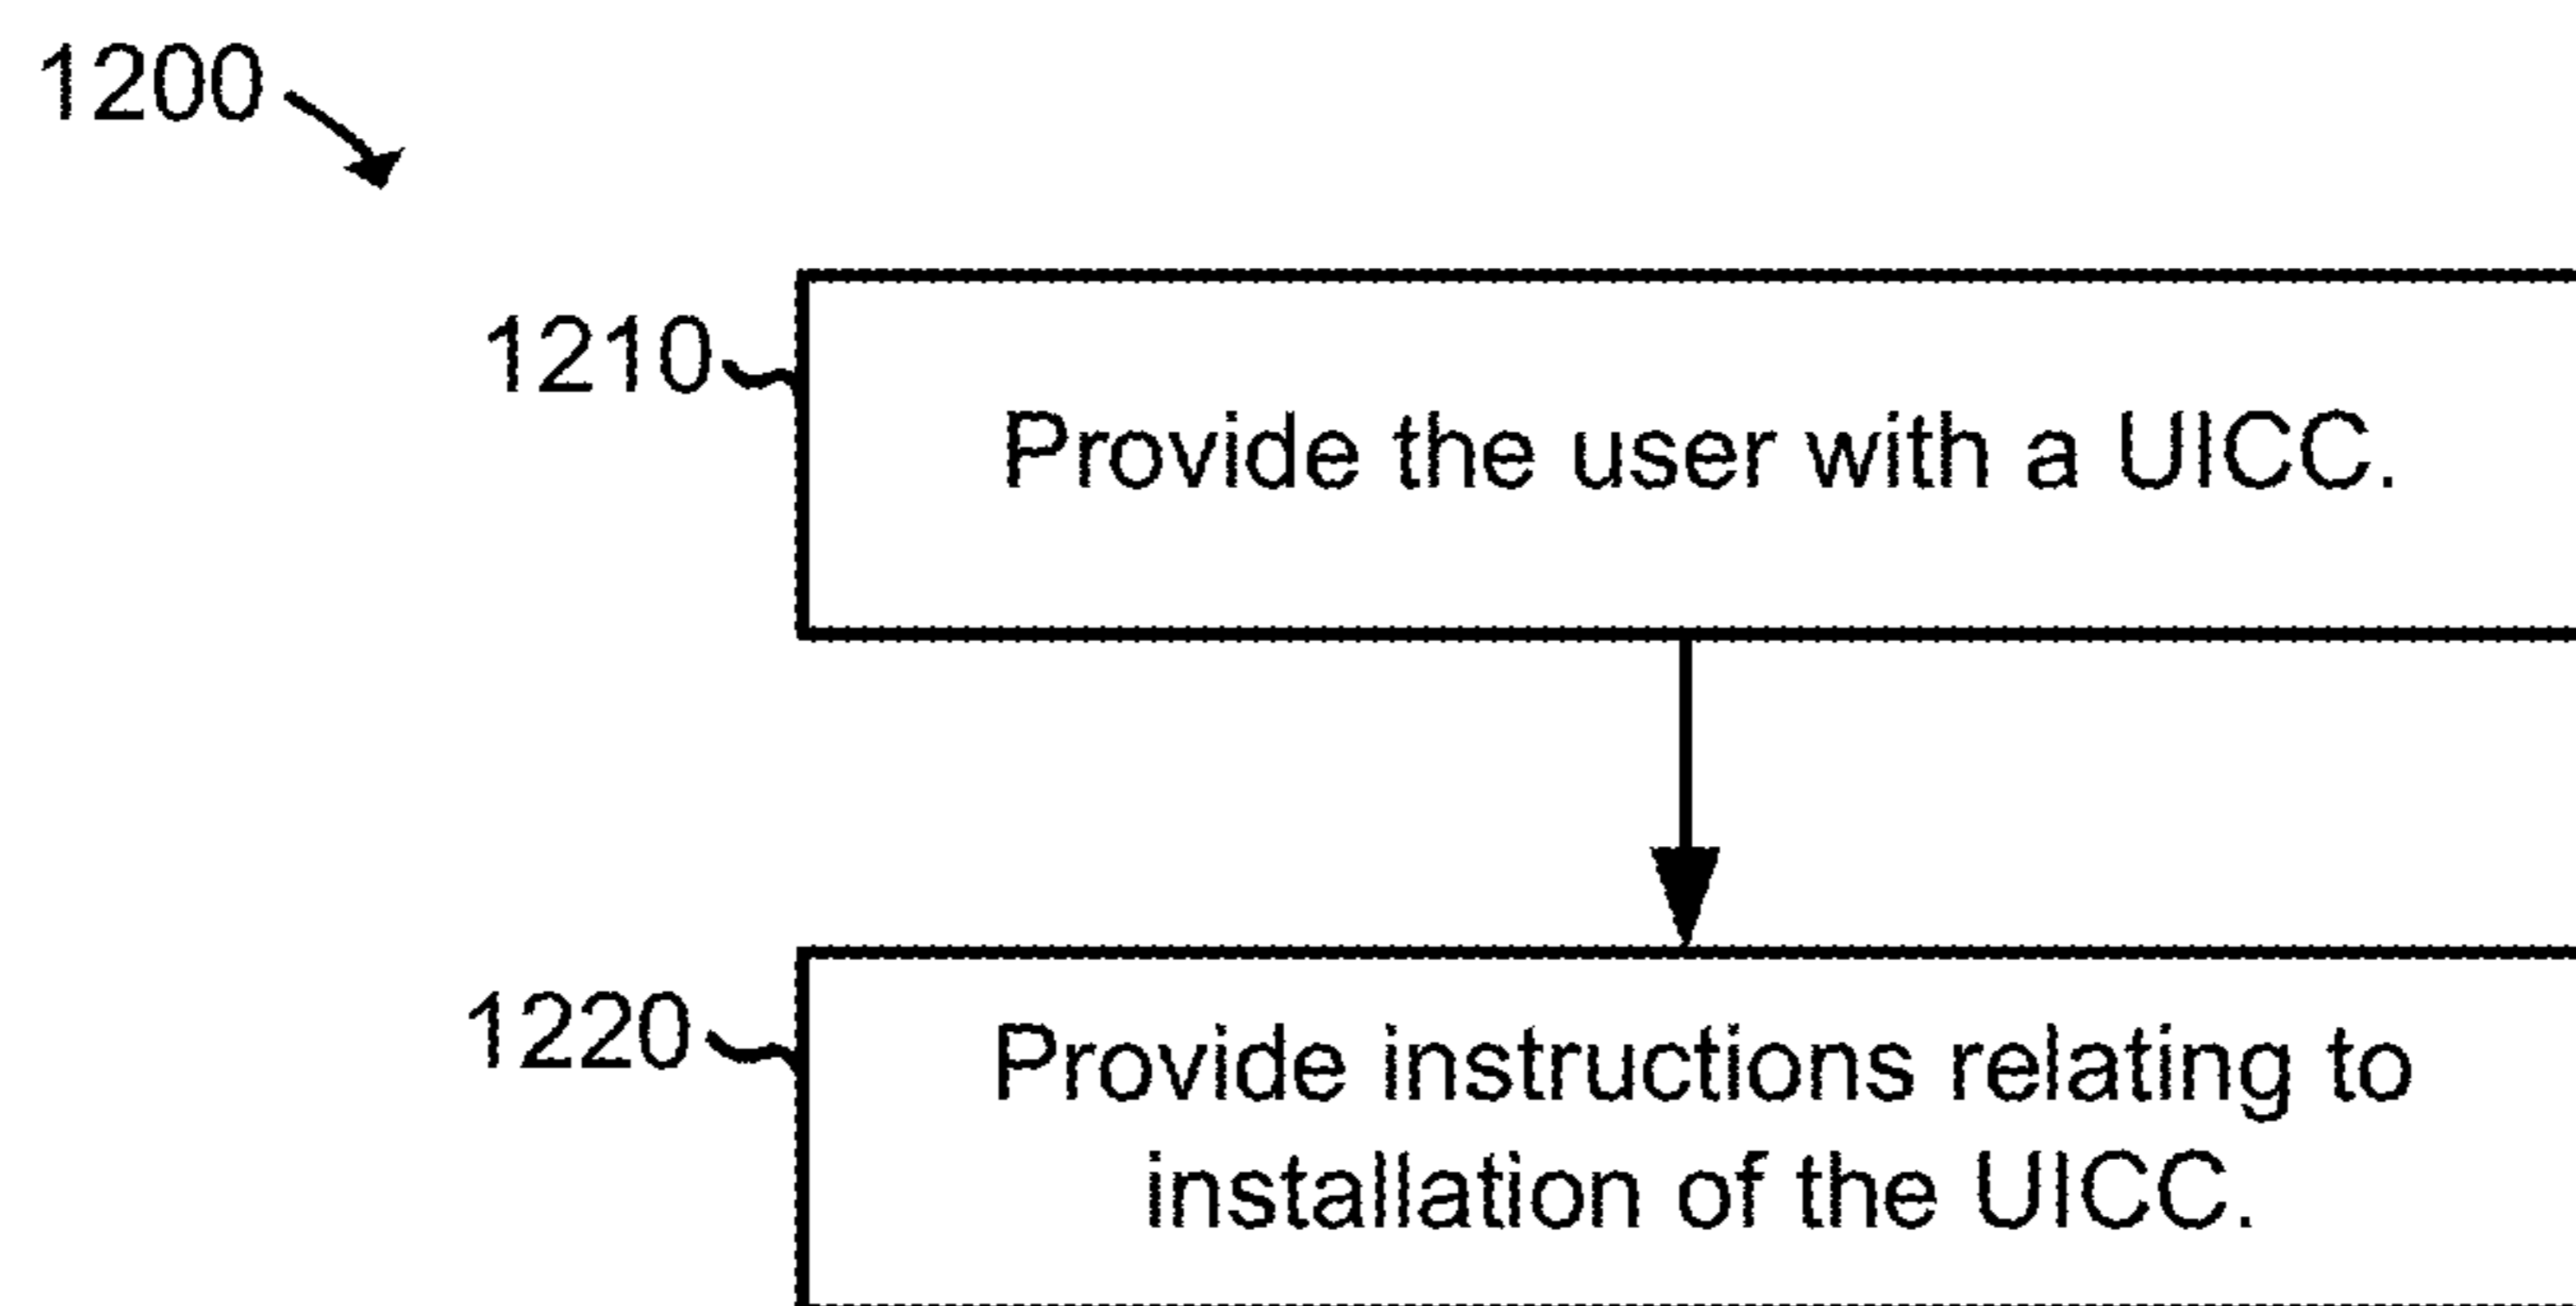 1200
1210
Provide the user with a UICC.
1220
Provide instructions relating to
installation of the UICC.